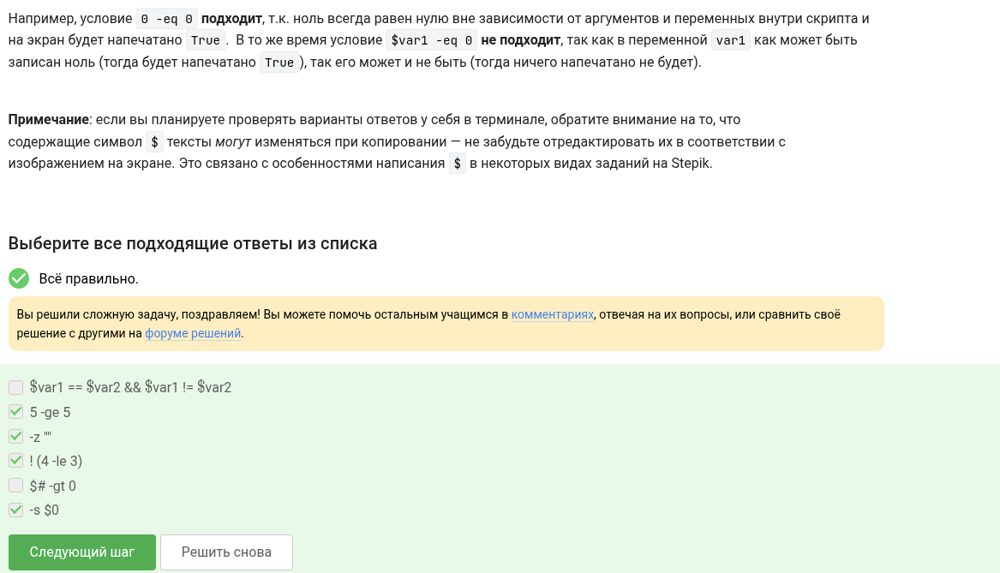 Например, условие 0 -eq 0 подходит, т.к. ноль всегда равен нулю вне зависимости от аргументов и переменных внутри скрипта и
на экран будет напечатано True. В то же время условие $var1 -eq 0 не подходит, так как в переменной var1 как может быть
записан ноль (тогда будет напечатано True), так его может и не быть (тогда ничего напечатано не будет).
Примечание: если вы планируете проверять варианты ответов у себя в терминале, обратите внимание на то, что
содержащие символ $ тексты могут изменяться при копировании — не забудьте отредактировать их в соответствии с
изображением на экране. Это связано с особенностями написания $ в некоторых видах заданий на Stepik.
Выберите все подходящие ответы из списка
Всё правильно.
Вы решили сложную задачу, поздравляем! Вы можете помочь остальным учащимся в комментариях, отвечая на их вопросы, или сравнить своё
решение с другими на форуме решений.
$var1 == $var2 && $var1 != $var2
5 -ge 5
-z ""
! (4 -le 3)
$# -gt 0
-s $0
Следующий шаг
Решить снова